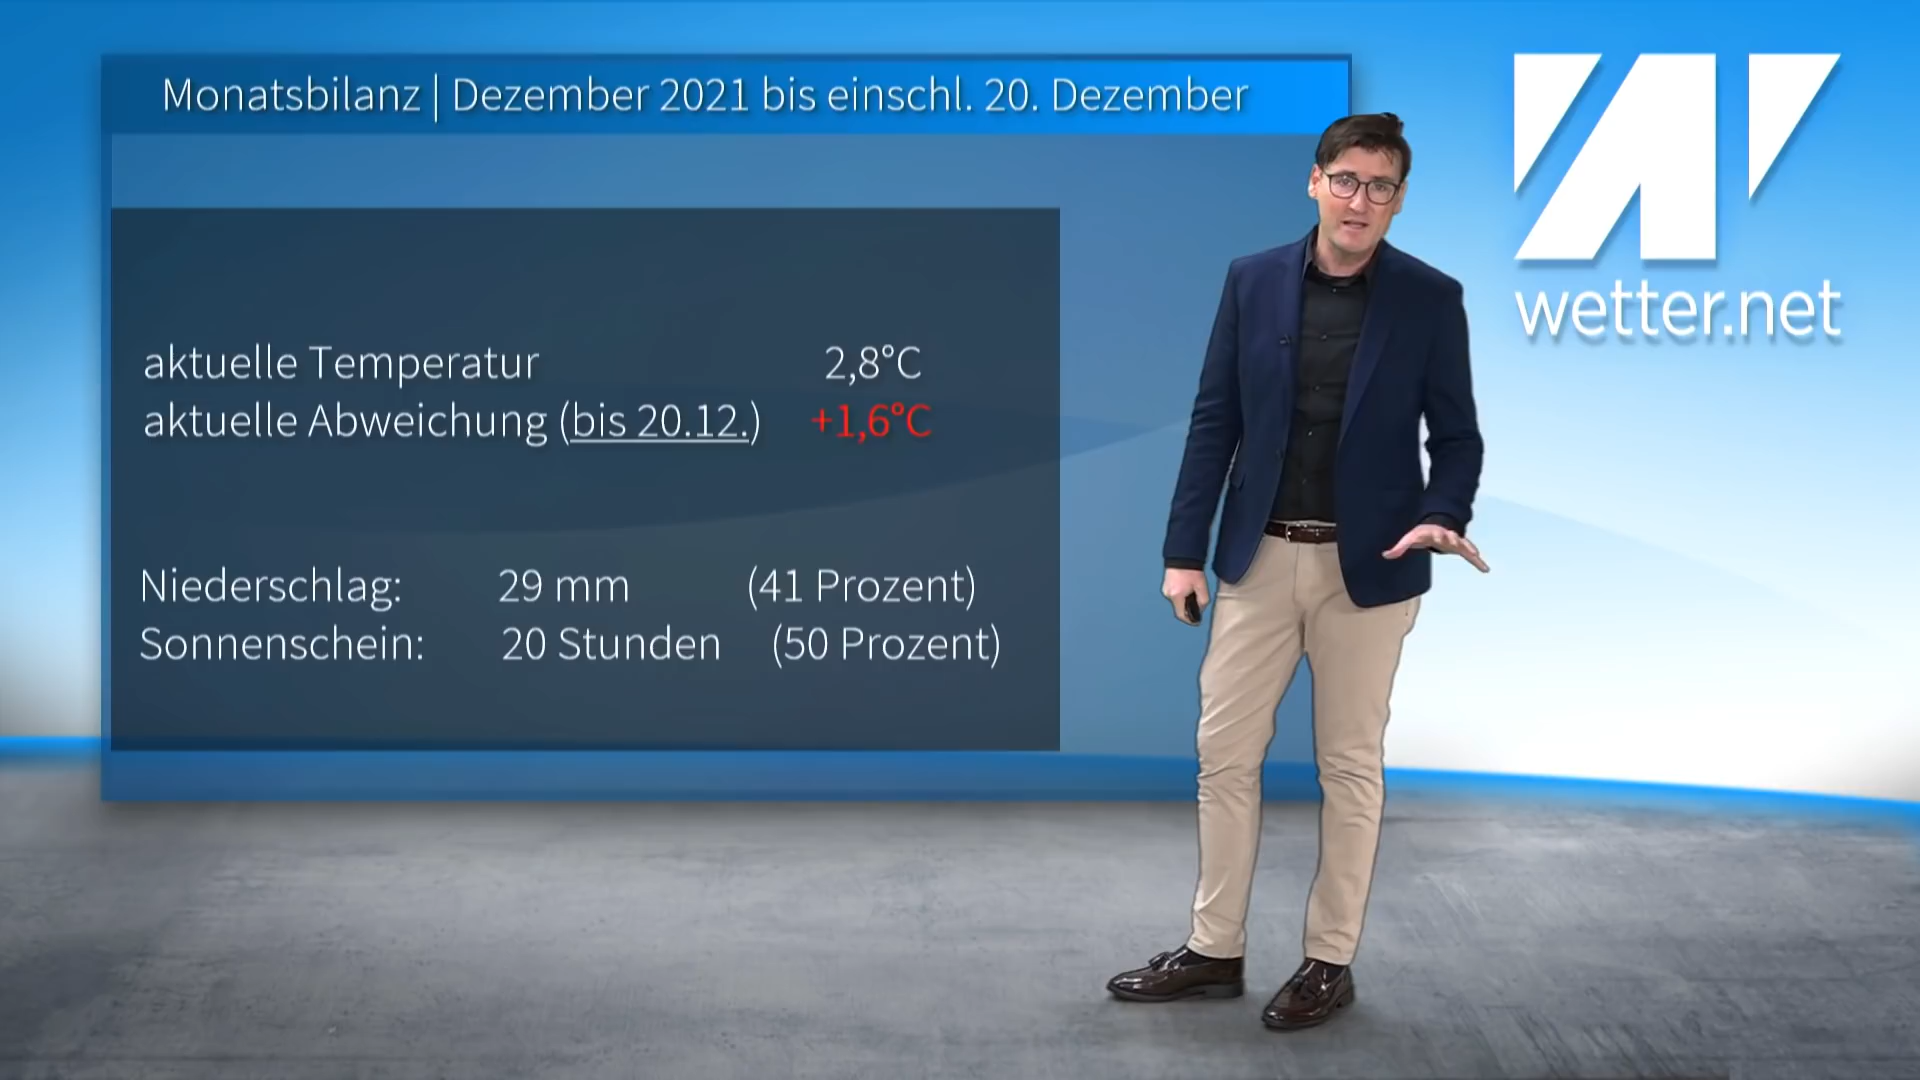 Monatsbilanz | Dezember 2021 bis einschl. 20. Dezember
wetter.net
aktuelle Temperatur 2,8°C
aktuelle Abweichung (bis 20.12.) +1,6°C
Niederschlag: 29 mm (41 Prozent)
Sonnenschein: 20 Stunden (50 Prozent)